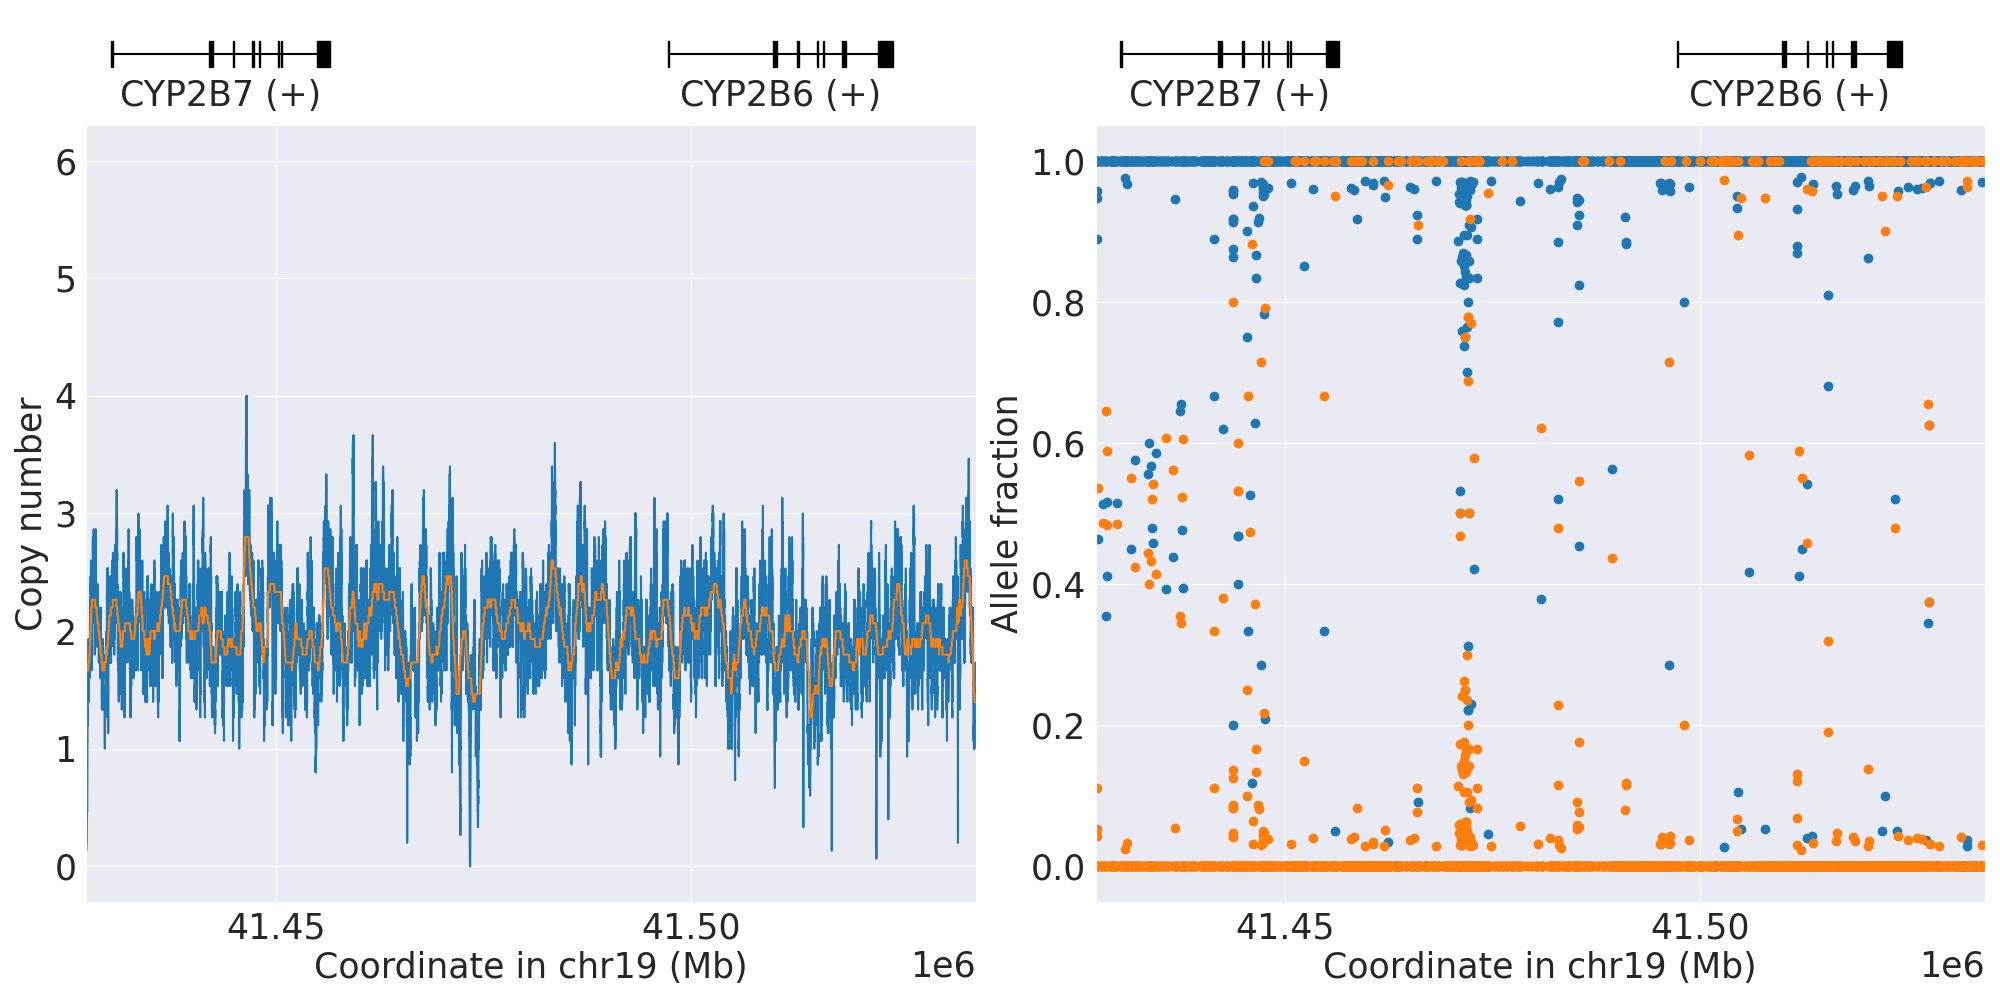 CYP2B7 (+)
CYP2B6 (+)
6
5
4
3
2
1
0
Copy number
41.45
41.50
Coordinate in chr19 (Mb)
1e6
CYP2B7 (+)
CYP2B6 (+)
1.0
0.8
0.6
0.4
0.2
0.0
Allele fraction
41.45
41.50
Coordinate in chr19 (Mb)
1e6